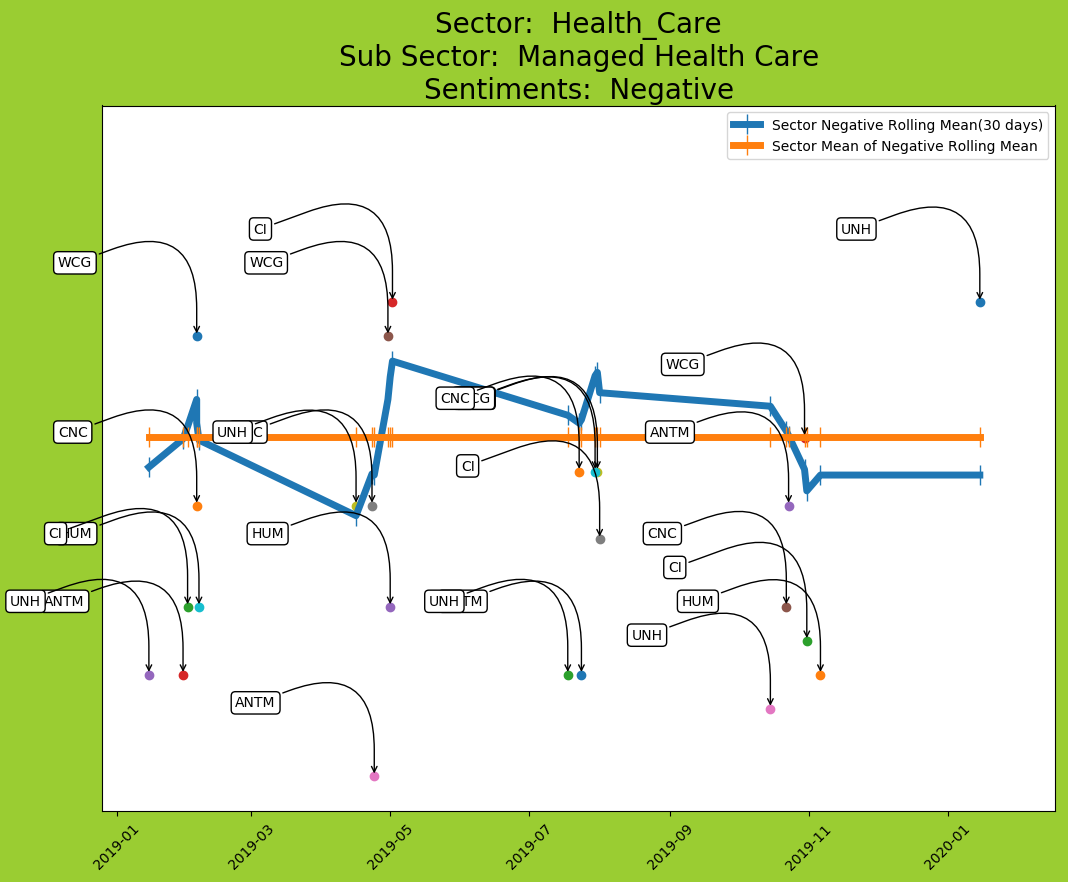 Sector:  Health_Care
Sub Sector:  Managed Health Care
Sentiments:  Negative
Sector Negative Rolling Mean(30 days)
Sector Mean of Negative Rolling Mean
CI
UNH
WCG
WCG
WCG
CNC
CG
CNC
UNH
C
ANTM
CI
CI
HUM
HUM
CNC
CI
UNH
ANTM
UNH
TM
HUM
UNH
ANTM
2019-01
2019-03
2019-05
2019-07
2019-09
2019-11
2020-01